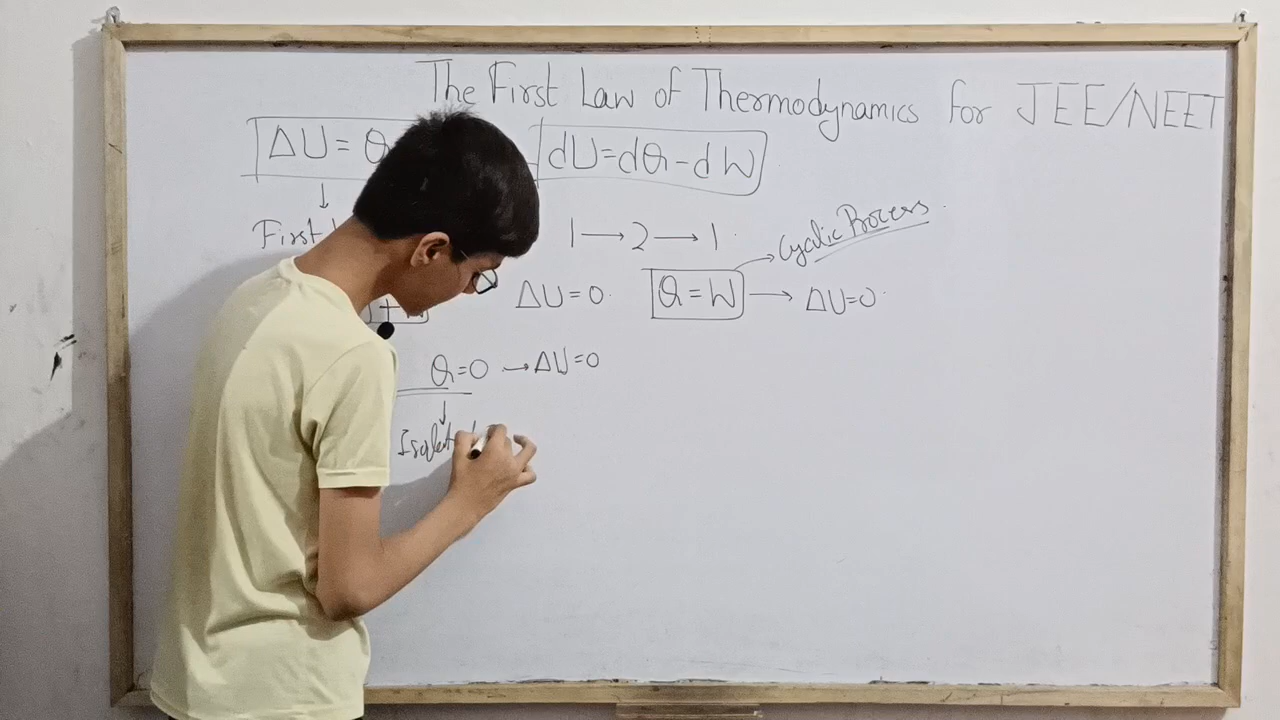 The First Law of Thermodynamics for JEE/NEET
ΔU = Q
dU=dQ-dW
↓
First
1→2→1
Cyclic Process
ΔU=0
Q=W → ΔU=0
Q=0 → ΔU=0
↓